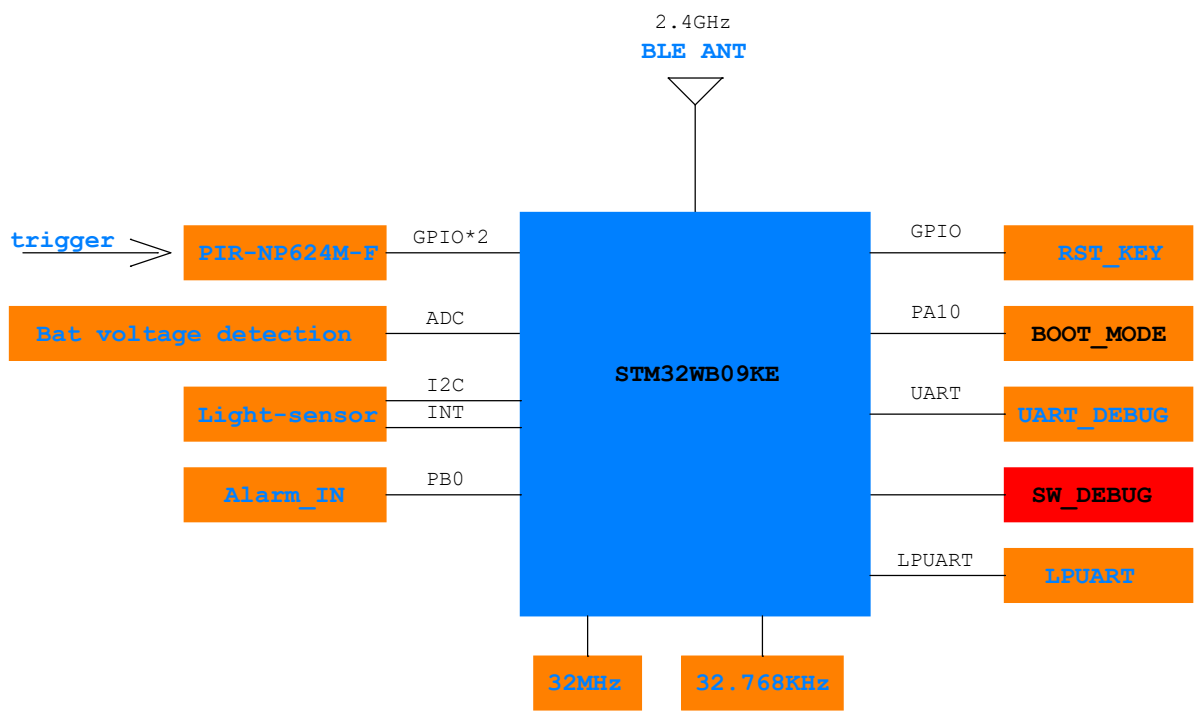 2.4GHz
BLE ANT
trigger
PIR-NP624M-F
GPIO*2
GPIO
RST_KEY
Bat voltage detection
ADC
PA10
BOOT_MODE
STM32WB09KE
Light-sensor
I2C
INT
UART
UART_DEBUG
Alarm_IN
PB0
SW_DEBUG
LPUART
LPUART
32MHz
32.768KHz